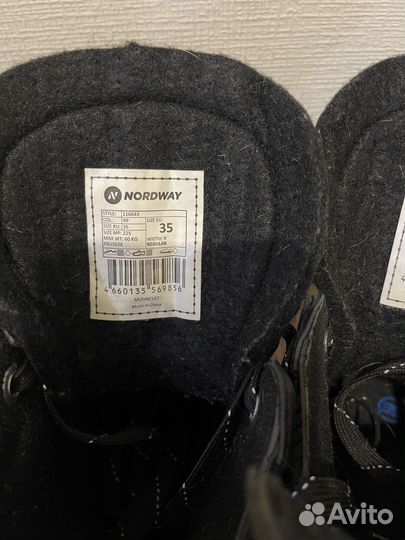 NORDWAY
STYLE: 116643
COL: 99
SIZE RU: 35
SIZE MP: 225
MAX WT: 60 KG
EN15638
SIZE EU:
35
WIDTH: R
REGULAR
4 660135 569856
Made in China
Avito